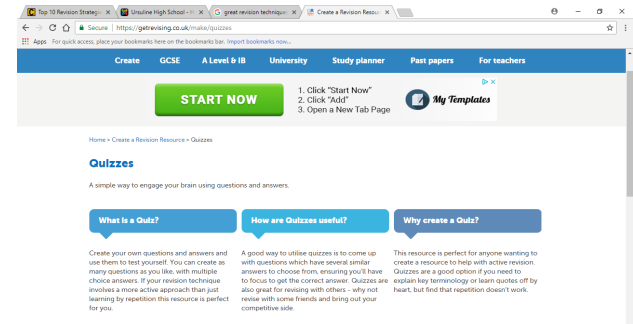 Top 10 Revision Strategi
Ursuline High School - H
great revision technique
Create a Revision Resou
Secure | https://getrevising.co.uk/make/quizzes
Apps For quick access, place your bookmarks here on the bookmarks bar. Import bookmarks now...
Create GCSE A Level & IB University Study planner Past papers For teachers
START NOW
1. Click "Start Now"
2. Click "Add"
3. Open a New Tab Page
My Templates
Home » Create a Revision Resource » Quizzes
Quizzes
A simple way to engage your brain using questions and answers.
What is a Quiz?
Create your own questions and answers and
use them to test yourself. You can create as
many questions as you like, with multiple
choice answers. If your revision technique
involves a more active approach than just
learning by repetition this resource is perfect
for you.
How are Quizzes useful?
A good way to utilise quizzes is to come up
with questions which have several similar
answers to choose from, ensuring you'll have
to focus to get the correct answer. Quizzes are
also great for revising with others - why not
revise with some friends and bring out your
competitive side.
Why create a Quiz?
This resource is perfect for anyone wanting to
create a resource to help with active revision.
Quizzes are a good option if you need to
explain key terminology or learn quotes off by
heart, but find that repetition doesn't work.